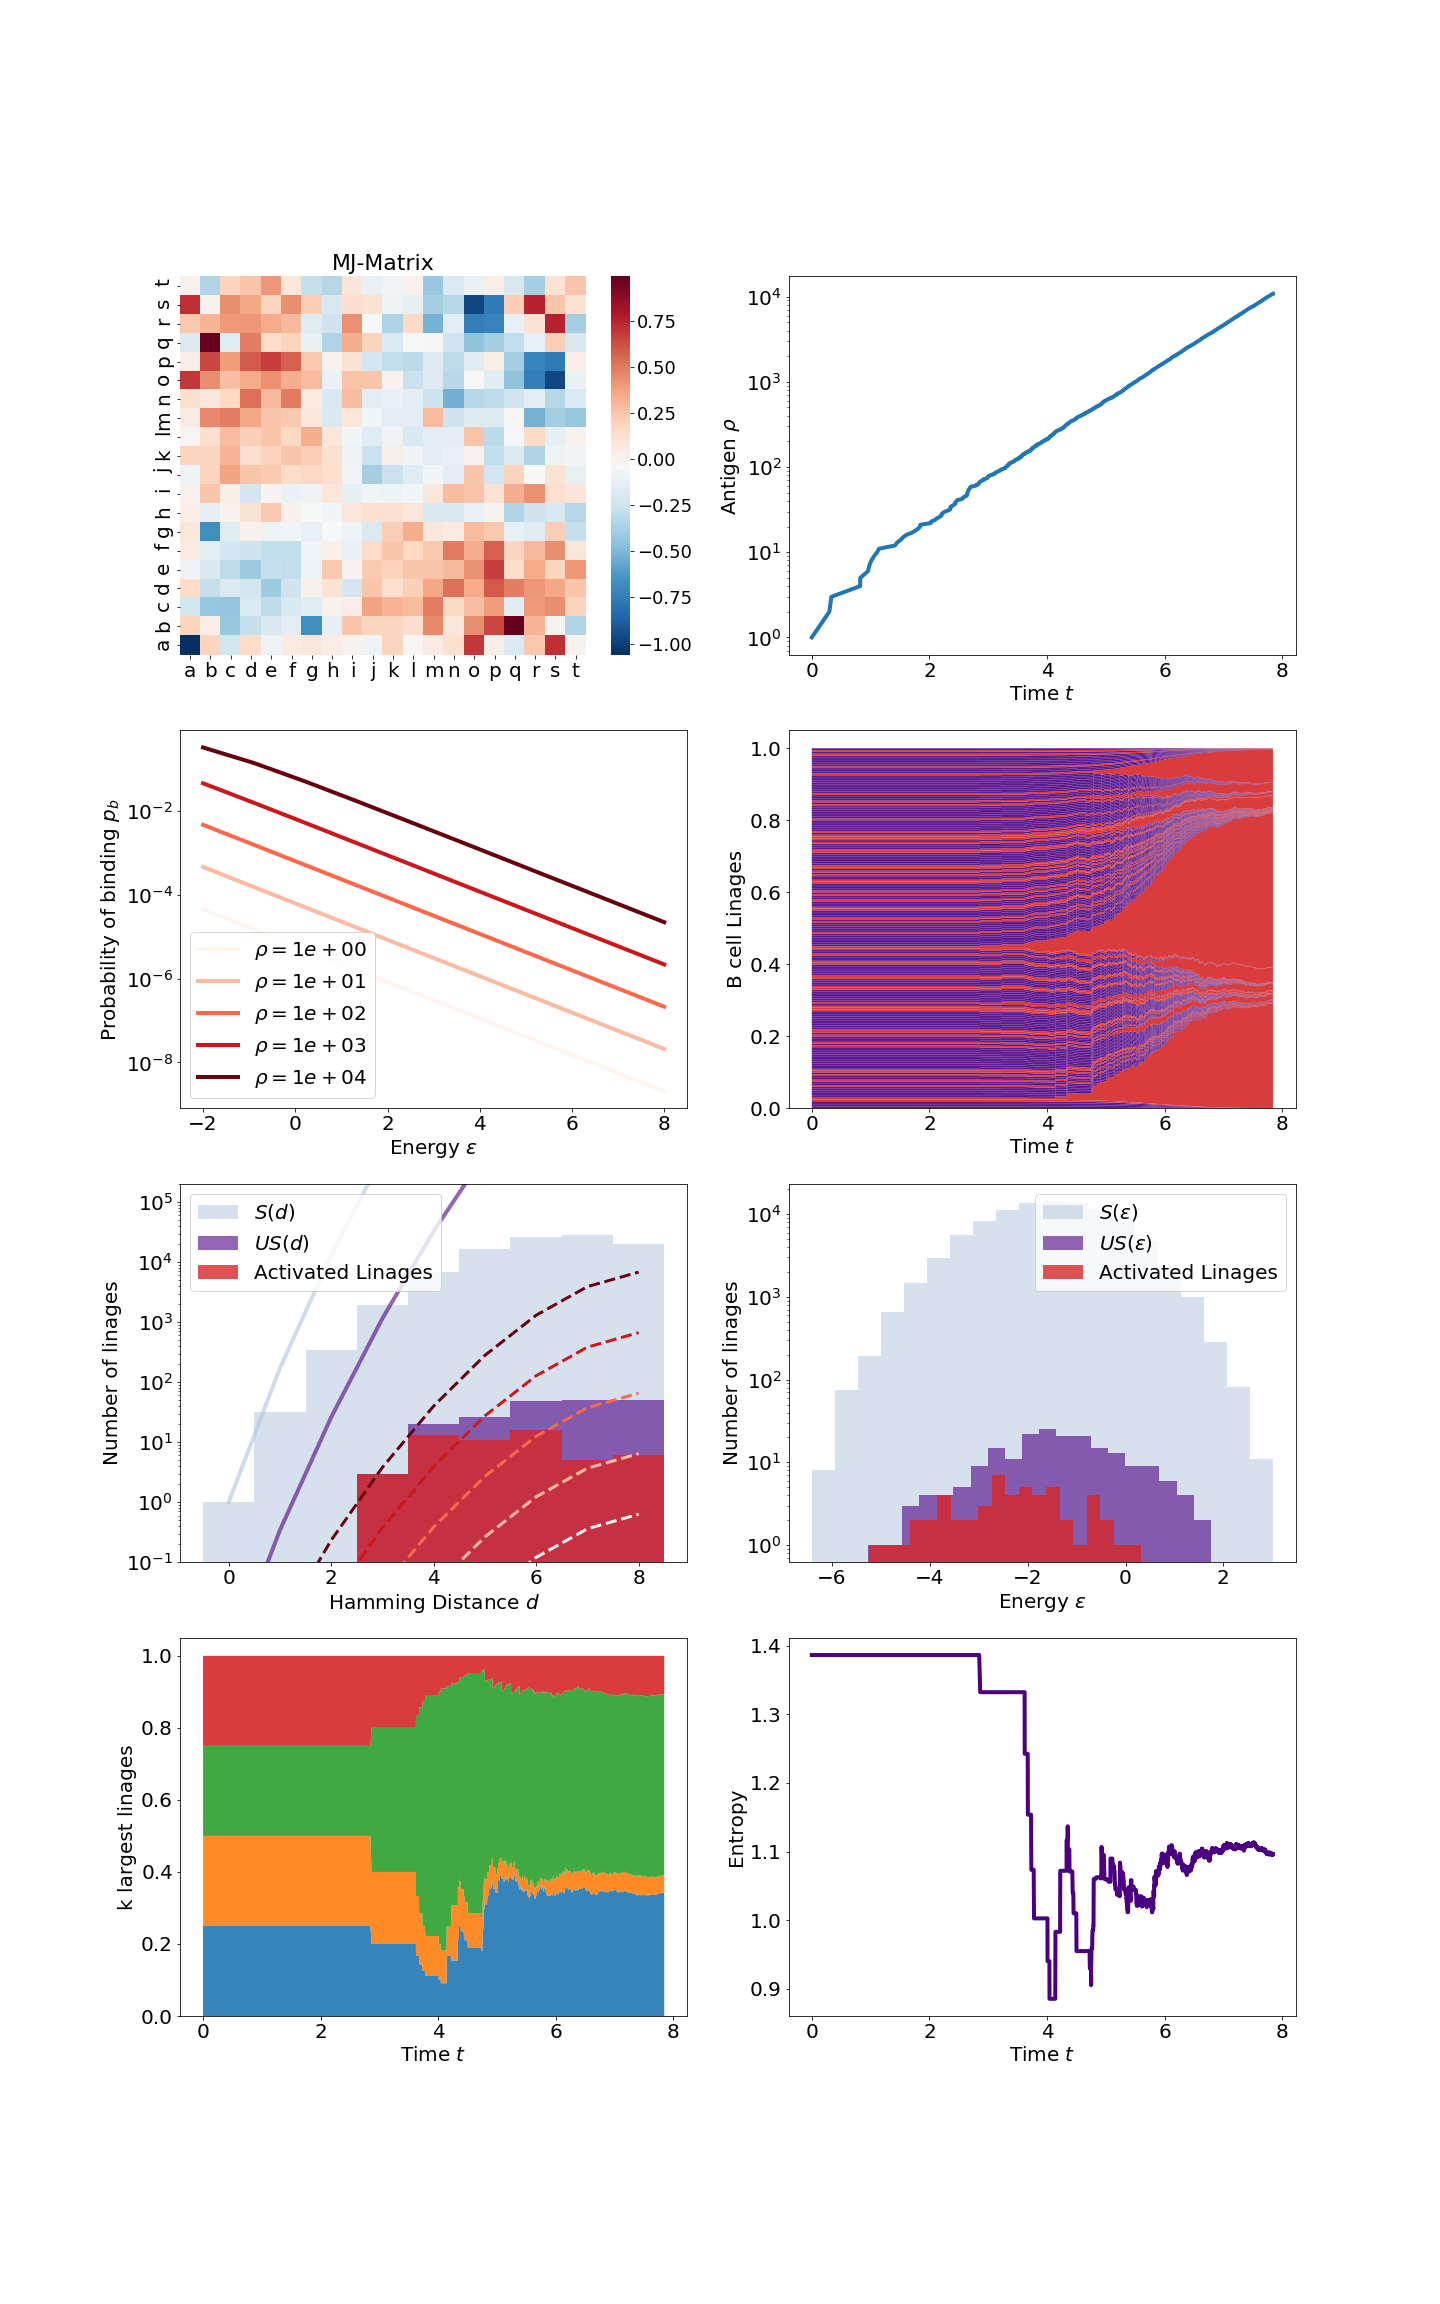 MJ-Matrix
t
s
r
q
p
o
n
m
l
k
j
i
h
g
f
e
d
c
b
a
a b c d e f g h i j k l m n o p q r s t
0.75
0.50
0.25
0.00
−0.25
−0.50
−0.75
−1.00
Antigen ρ
10⁴
10³
10²
10¹
10⁰
0 2 4 6 8
Time t
Probability of binding p_b
10⁻²
10⁻⁴
10⁻⁶
10⁻⁸
ρ = 1e + 00
ρ = 1e + 01
ρ = 1e + 02
ρ = 1e + 03
ρ = 1e + 04
−2 0 2 4 6 8
Energy ε
B cell Linages
1.0
0.8
0.6
0.4
0.2
0.0
0 2 4 6 8
Time t
Number of linages
10⁵
10⁴
10³
10²
10¹
10⁰
10⁻¹
S(d)
US(d)
Activated Linages
0 2 4 6 8
Hamming Distance d
Number of linages
10⁴
10³
10²
10¹
10⁰
S(ε)
US(ε)
Activated Linages
−6 −4 −2 0 2
Energy ε
k largest linages
1.0
0.8
0.6
0.4
0.2
0.0
0 2 4 6 8
Time t
Entropy
1.4
1.3
1.2
1.1
1.0
0.9
0 2 4 6 8
Time t